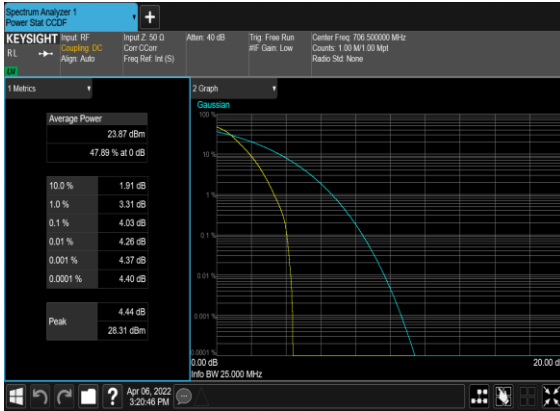 Spectrum Analyzer 1
Power Stat CCDF
KEYSIGHT
RL
Input: RF
Coupling: DC
Align: Auto
Input Z: 50 Ω
Corr CCorr
Freq Ref: Int (S)
Atten: 40 dB
Trig: Free Run
#IF Gain: Low
Center Freq: 706.500000 MHz
Counts: 1.00 M/1.00 Mpt
Radio Std: None
1 Metrics
Average Power
23.87 dBm
47.89 % at 0 dB
10.0 % 1.91 dB
1.0 % 3.31 dB
0.1 % 4.03 dB
0.01 % 4.26 dB
0.001 % 4.37 dB
0.0001 % 4.40 dB
Peak
4.44 dB
28.31 dBm
2 Graph
Gaussian
100 %
10 %
1 %
0.1 %
0.01 %
0.001 %
0.0001 %
0.00 dB
20.00 d
Info BW 25.000 MHz
?
Apr 06, 2022
3:20:46 PM